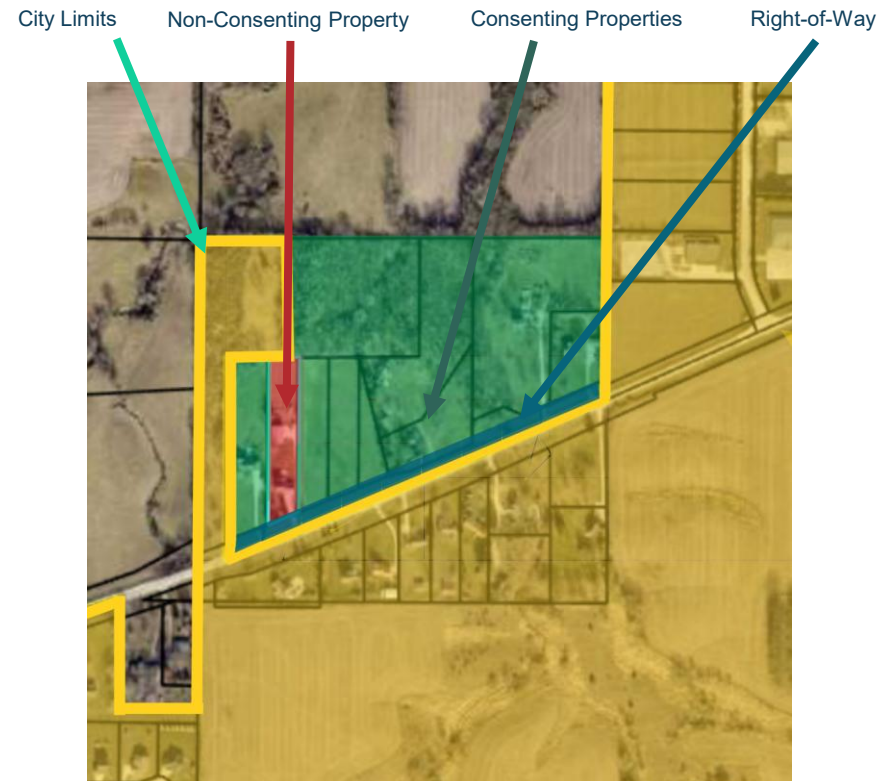 City Limits
Non-Consenting Property
Consenting Properties
Right-of-Way